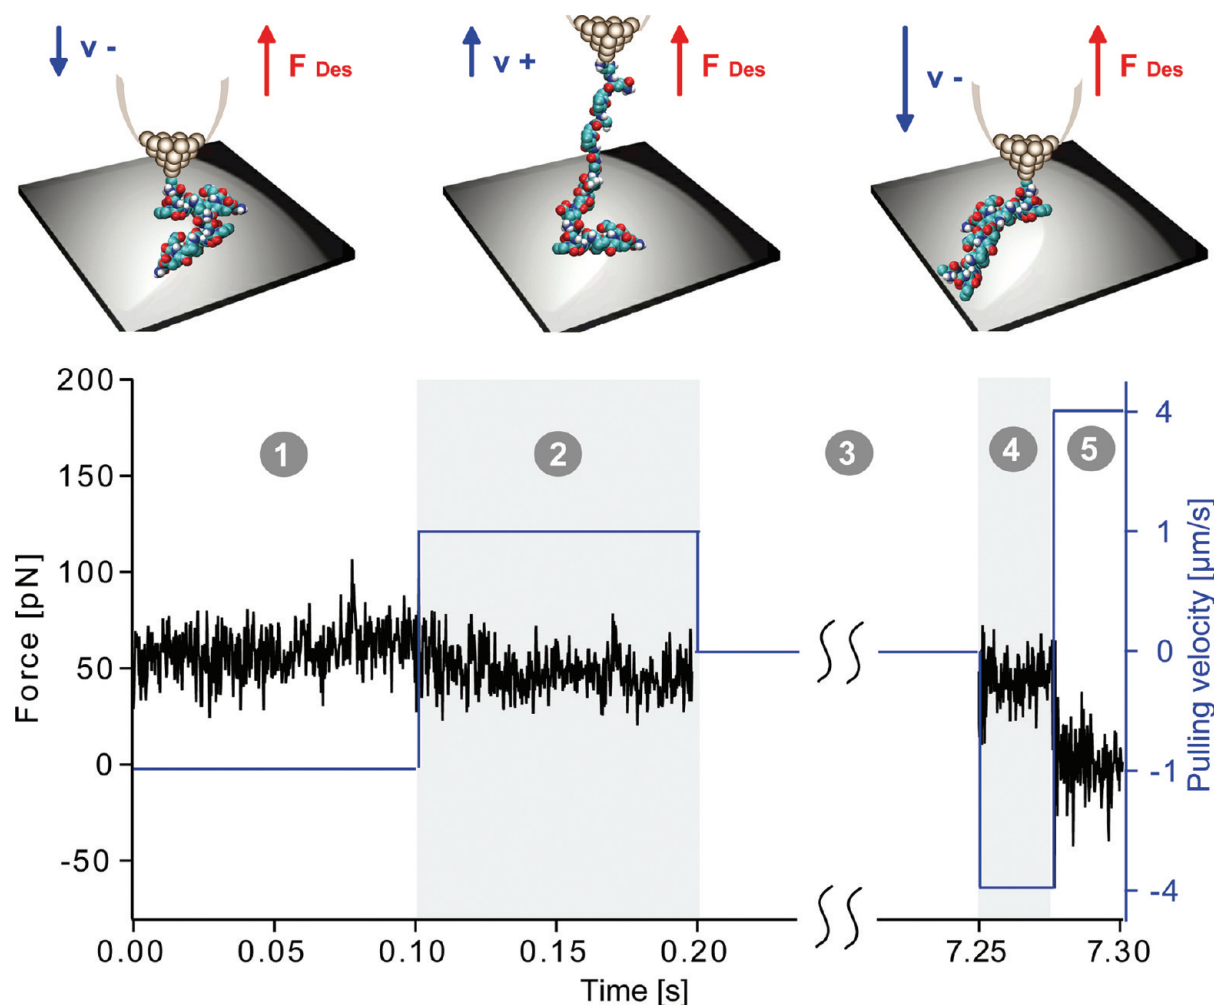 v - F Des
v + F Des
v - F Des
200
150
100
50
0
-50
Force [pN]
1 2 3 4 5
4
1
0
-1
-4
Pulling velocity [µm/s]
0.00 0.05 0.10 0.15 0.20 7.25 7.30
Time [s]